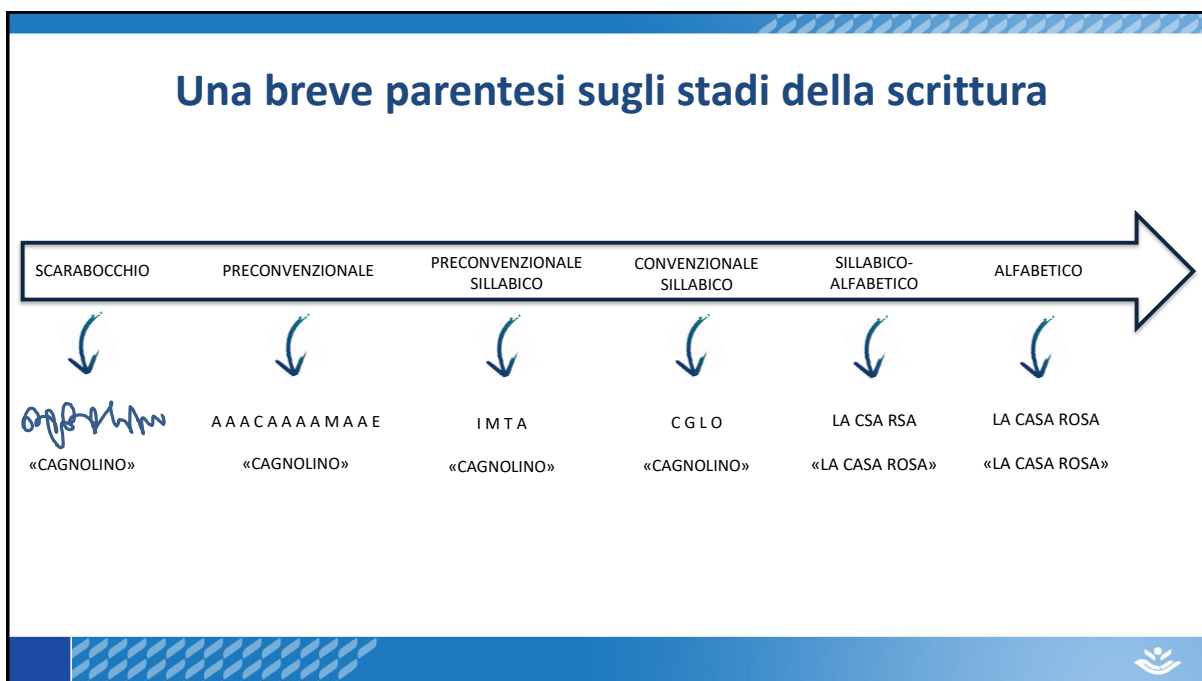 Una breve parentesi sugli stadi della scrittura
SCARABOCCHIO
PRECONVENZIONALE
PRECONVENZIONALE
SILLABICO
CONVENZIONALE
SILLABICO
SILLABICO-
ALFABETICO
ALFABETICO
A A A C A A A A M A A E
I M T A
C G L O
LA CSA RSA
LA CASA ROSA
«CAGNOLINO»
«CAGNOLINO»
«CAGNOLINO»
«CAGNOLINO»
«LA CASA ROSA»
«LA CASA ROSA»